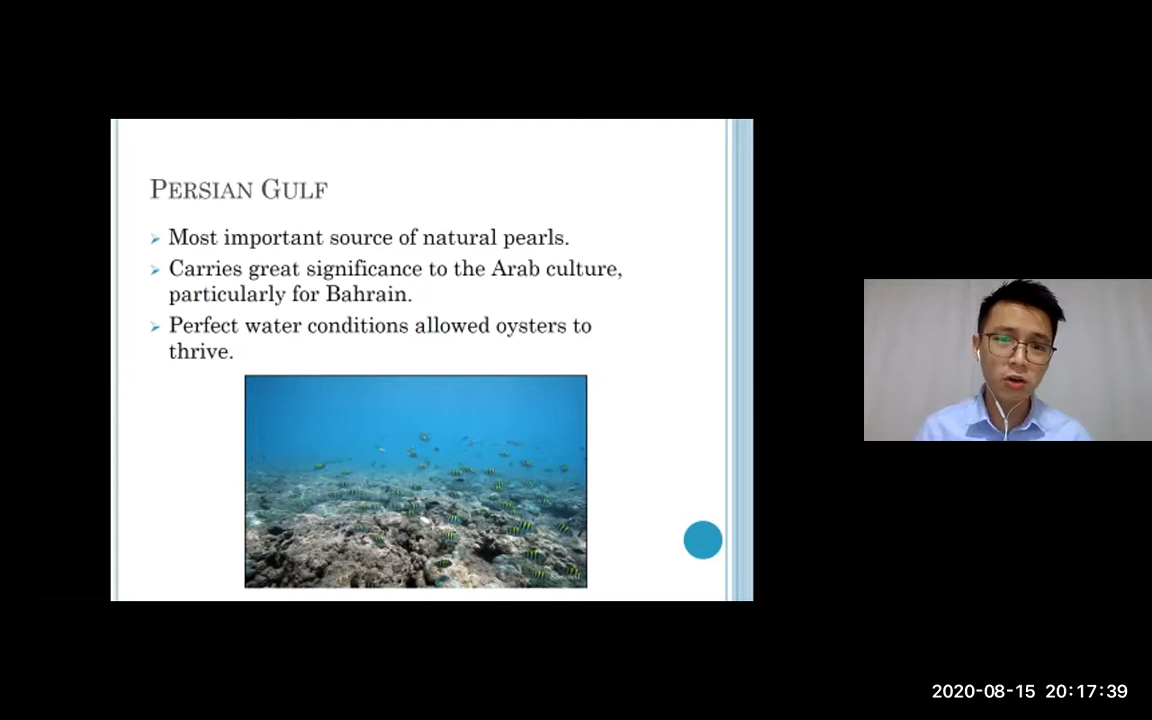 PERSIAN GULF
➢ Most important source of natural pearls.
➢ Carries great significance to the Arab culture,
particularly for Bahrain.
➢ Perfect water conditions allowed oysters to
thrive.
2020-08-15 20:17:39